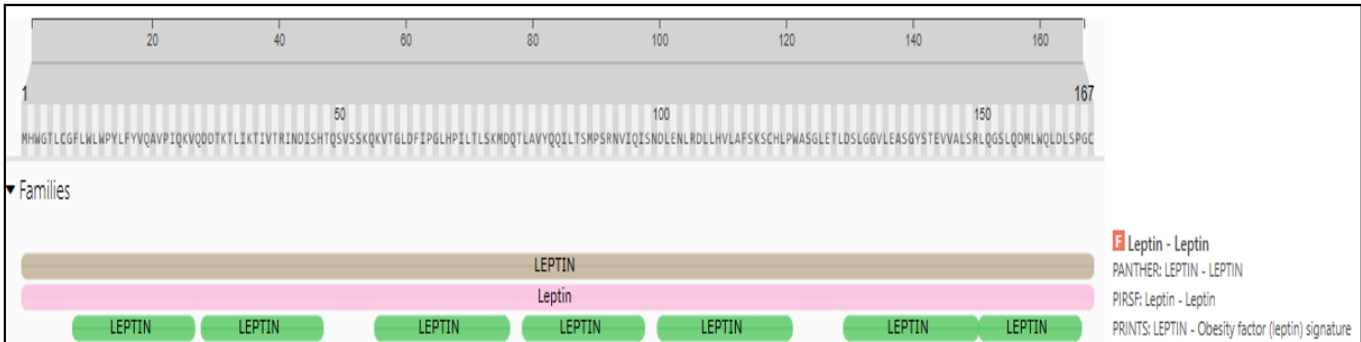 20 40 60 80 100 120 140 160
1 167
50 100 150
MHWGTLCGFLWLWPYLFYVQAVPIQKVQDDTKTLIKTIVTRINDISHTQSVSSKQKVTGLDFIPGLHPILTLSKMDQTLAVYQQILTSMPSRNVIQISNDLENLRDLLHVLAFSKSCHLPWASGLETLDSLGGVLEASGYSTEVVALSRLQGSLQDMLWQLDLSPGC
Families
F Leptin - Leptin
LEPTIN PANTHER: LEPTIN - LEPTIN
Leptin PIRSF: Leptin - Leptin
LEPTIN LEPTIN LEPTIN LEPTIN LEPTIN LEPTIN LEPTIN PRINTS: LEPTIN - Obesity factor (leptin) signature